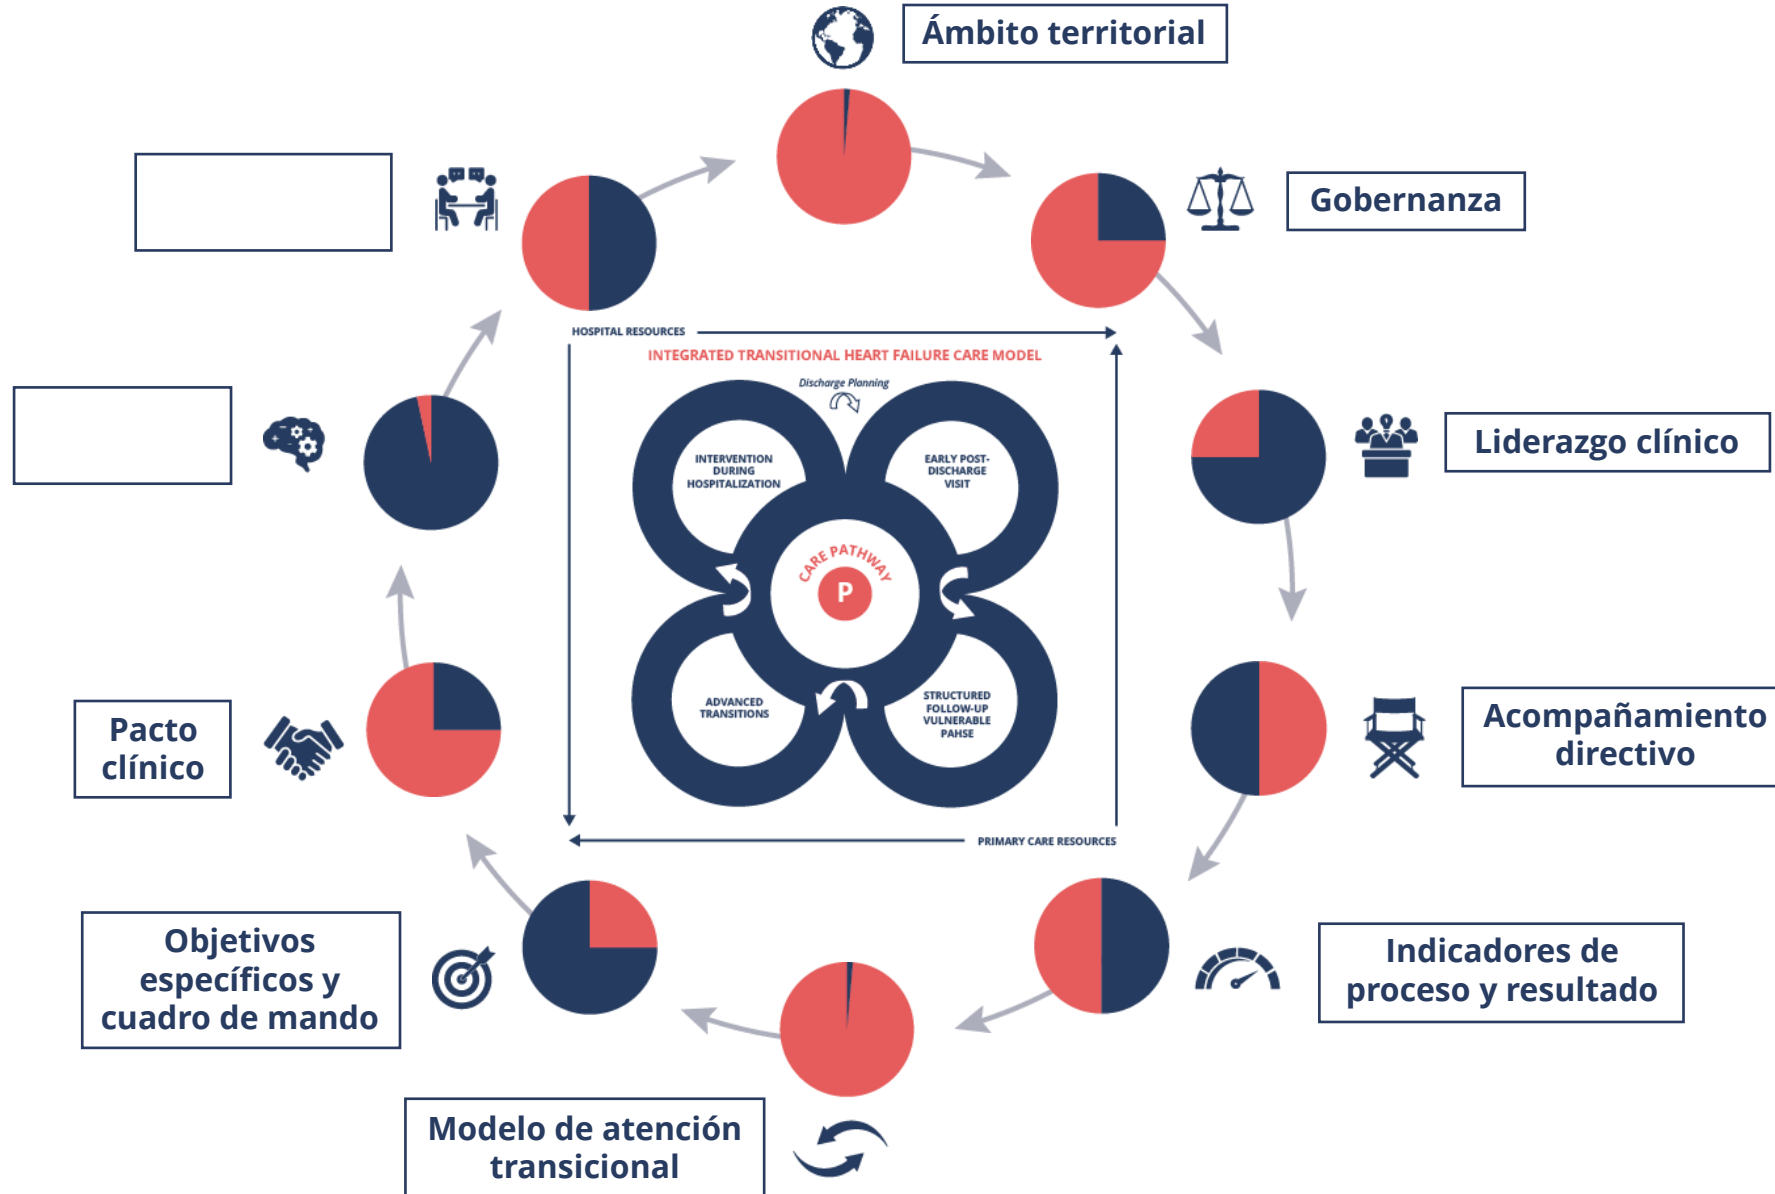 Ámbito territorial
Gobernanza
Liderazgo clínico
Acompañamiento
directivo
Indicadores de
proceso y resultado
Modelo de atención
transicional
Objetivos
específicos y
cuadro de mando
Pacto
clínico
HOSPITAL RESOURCES
INTEGRATED TRANSITIONAL HEART FAILURE CARE MODEL
Discharge Planning
INTERVENTION
DURING
HOSPITALIZATION
EARLY POST-
DISCHARGE
VISIT
CARE PATHWAY
P
ADVANCED
TRANSITIONS
STRUCTURED
FOLLOW-UP
VULNERABLE
PAHSE
PRIMARY CARE RESOURCES